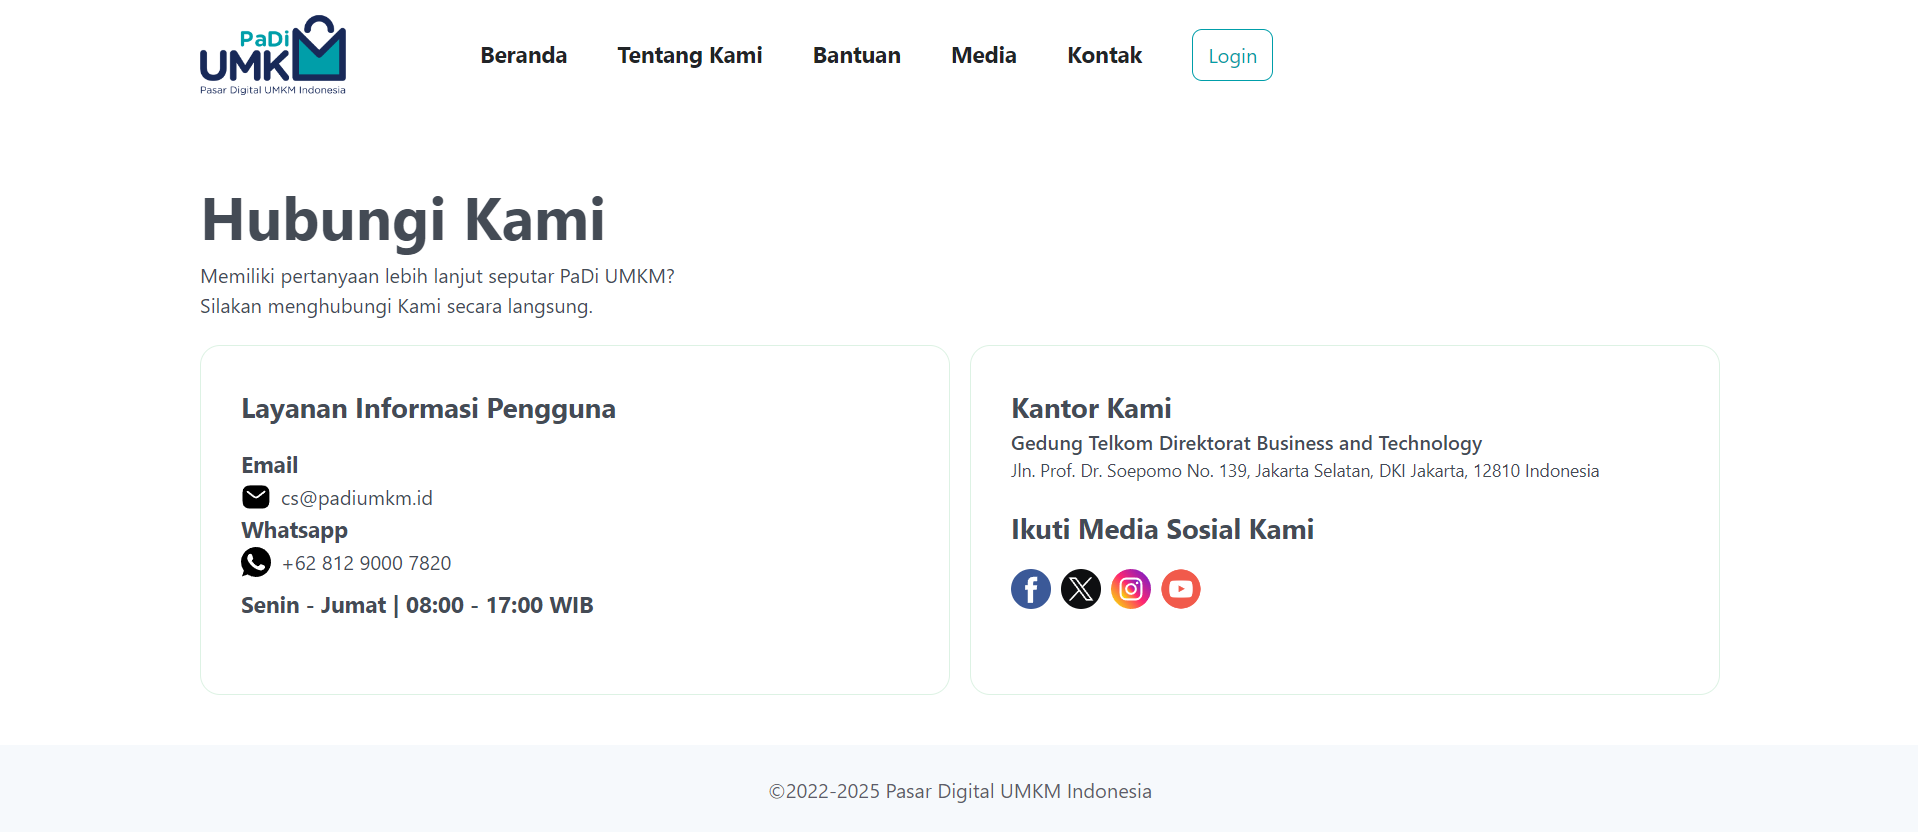 PaDi
UMKM
Pasar Digital UMKM Indonesia
Beranda
Tentang Kami
Bantuan
Media
Kontak
Login
Hubungi Kami
Memiliki pertanyaan lebih lanjut seputar PaDi UMKM?
Silakan menghubungi Kami secara langsung.
Layanan Informasi Pengguna
Email
cs@padiumkm.id
Whatsapp
+62 812 9000 7820
Senin - Jumat | 08:00 - 17:00 WIB
Kantor Kami
Gedung Telkom Direktorat Business and Technology
Jln. Prof. Dr. Soepomo No. 139, Jakarta Selatan, DKI Jakarta, 12810 Indonesia
Ikuti Media Sosial Kami
©2022-2025 Pasar Digital UMKM Indonesia